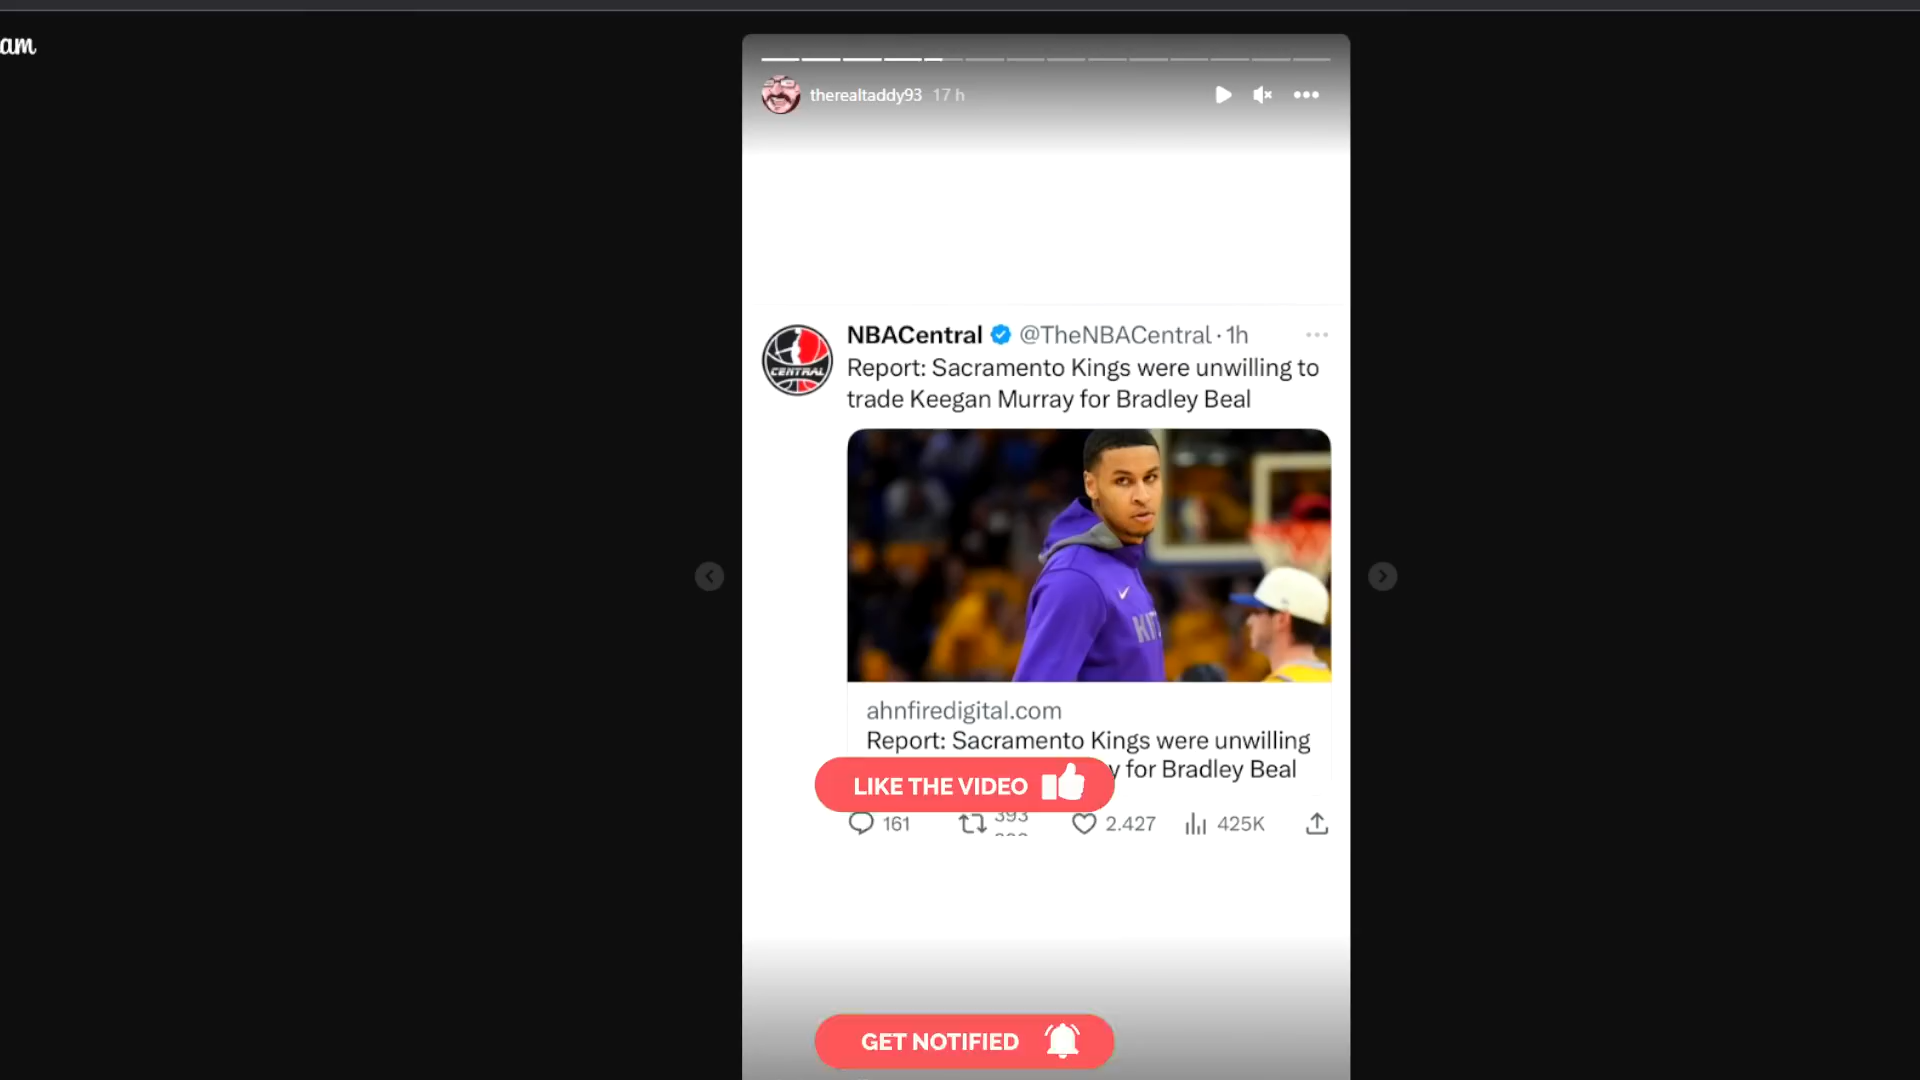 am
therealtaddy93 17 h
NBACentral @TheNBACentral · 1h
Report: Sacramento Kings were unwilling to
trade Keegan Murray for Bradley Beal
CENTRAL
ahnfiredigital.com
Report: Sacramento Kings were unwilling
y for Bradley Beal
LIKE THE VIDEO
161 393 2.427 425K
GET NOTIFIED